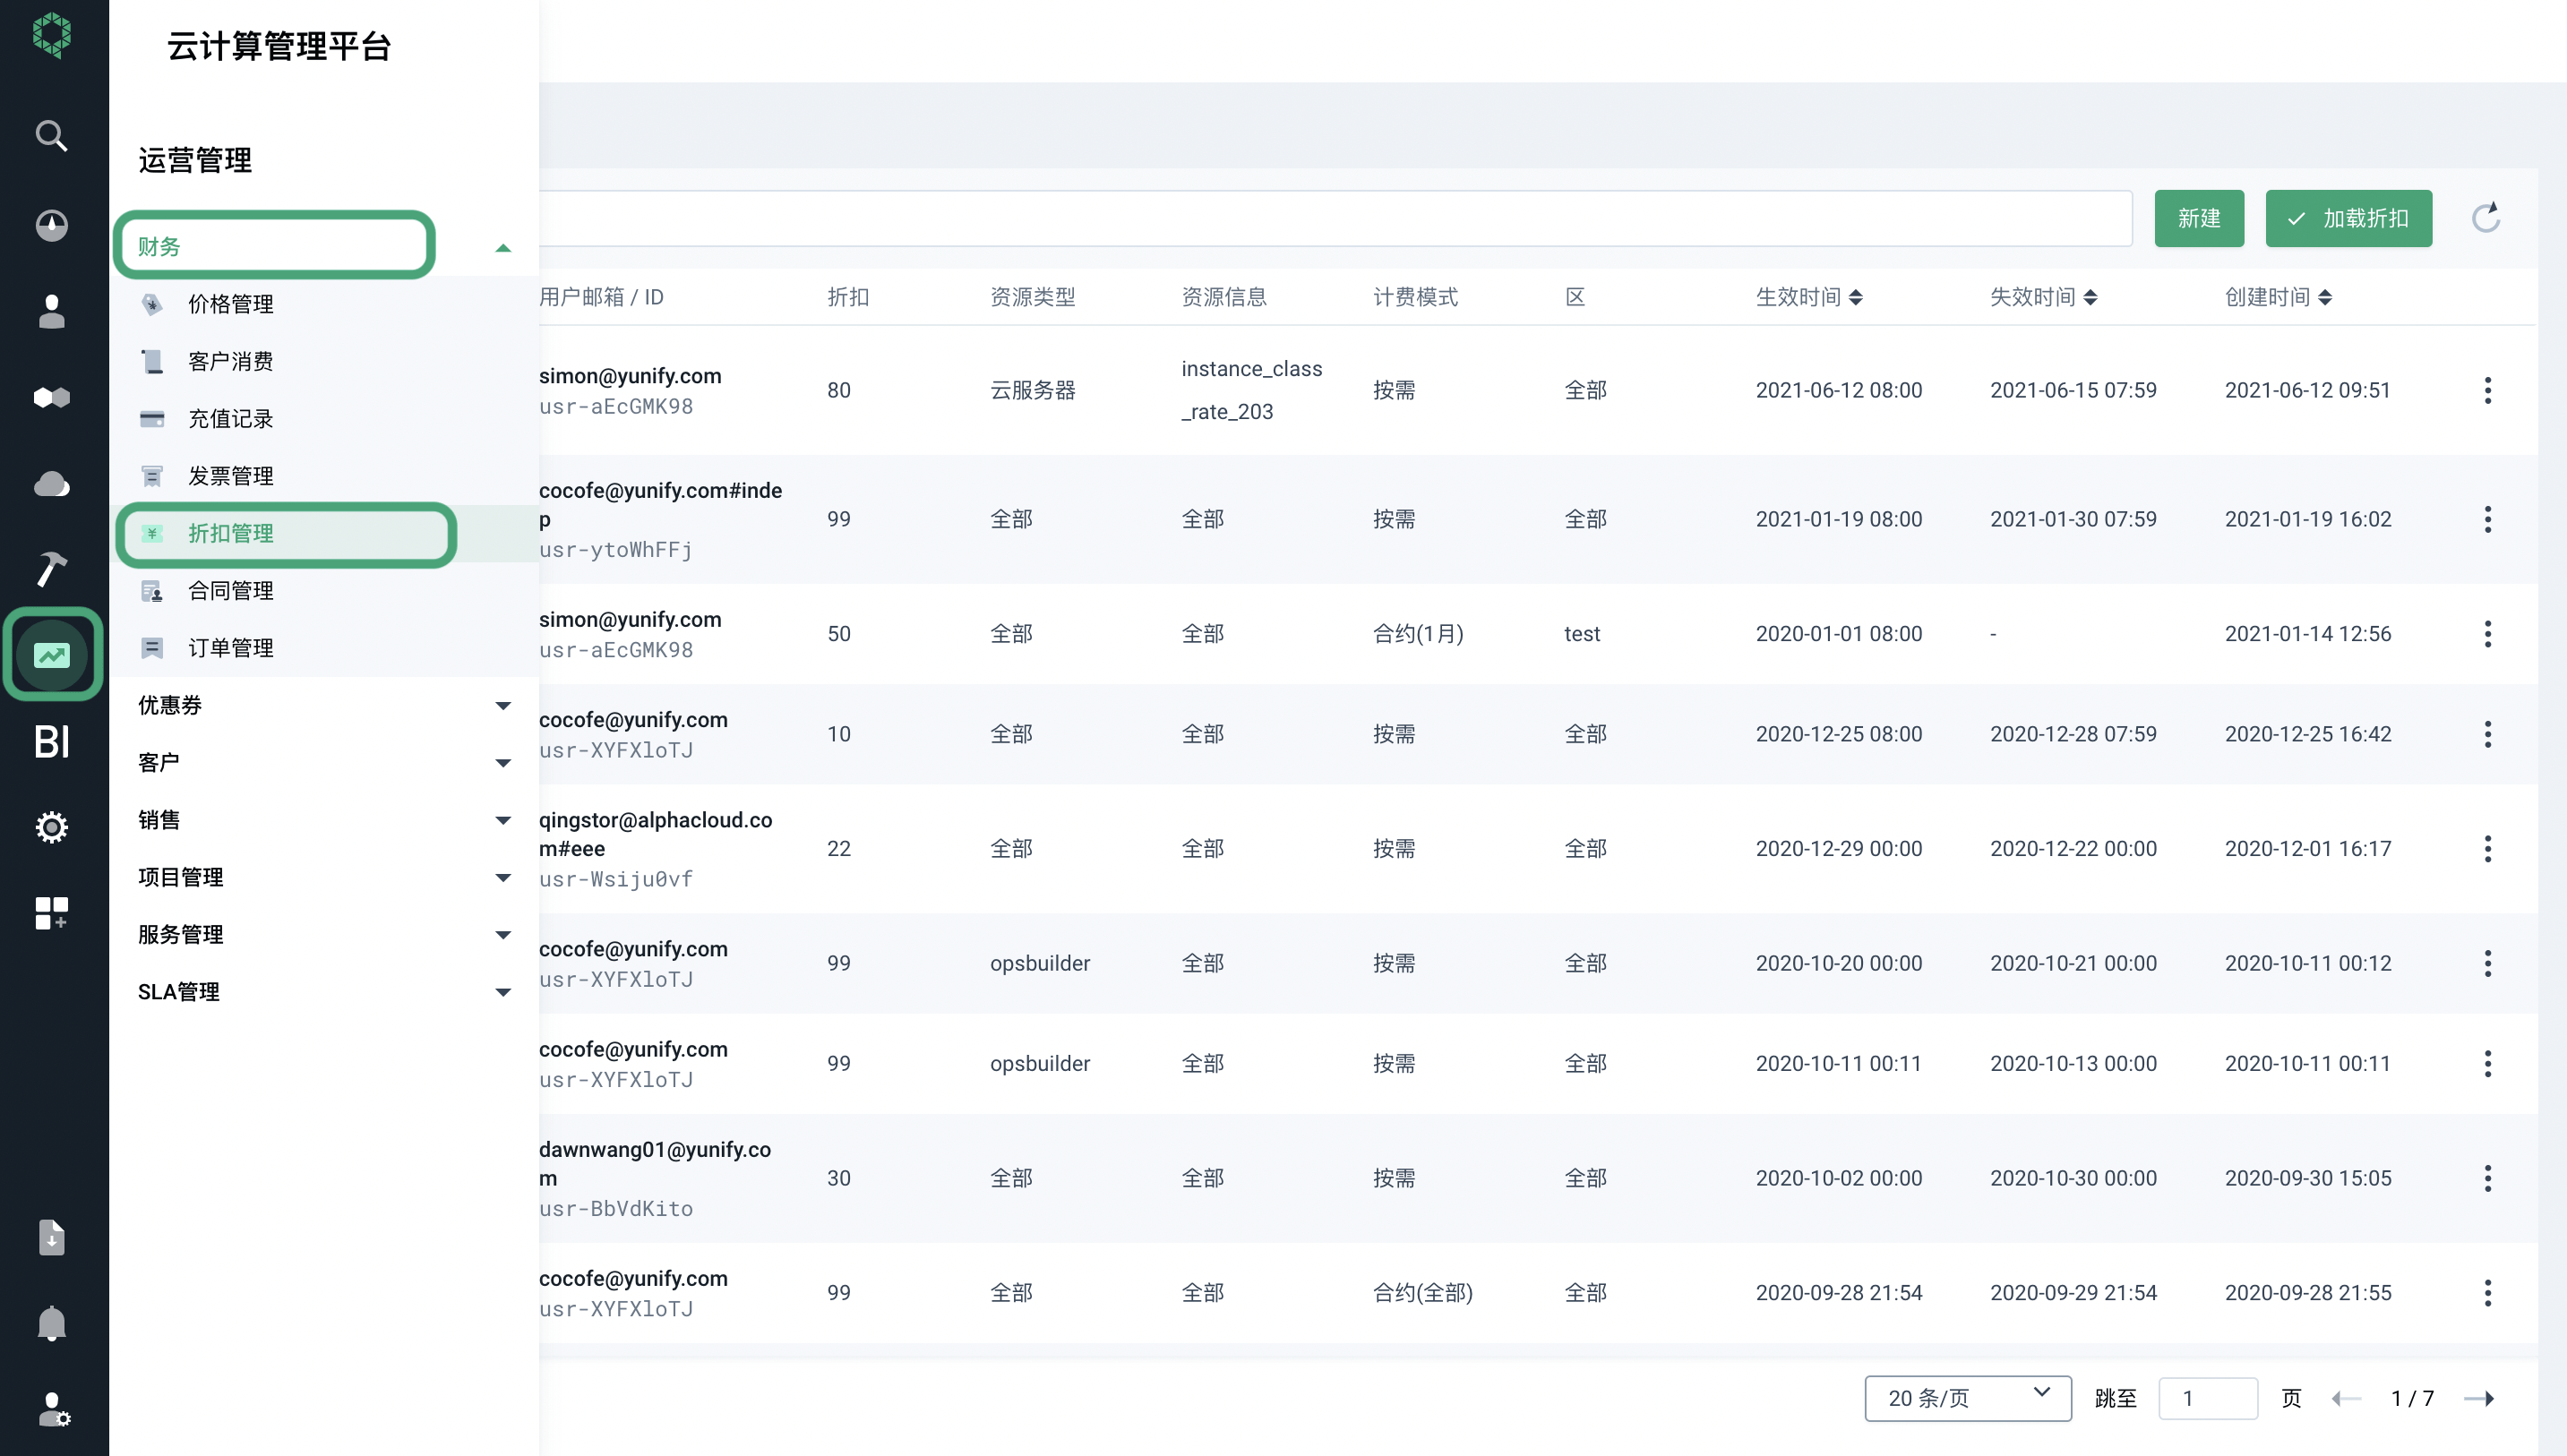 云计算管理平台
运营管理
财务
价格管理
客户消费
充值记录
发票管理
折扣管理
合同管理
订单管理
优惠券
客户
销售
项目管理
服务管理
SLA管理
BI
新建
加载折扣
用户邮箱 / ID 折扣 资源类型 资源信息 计费模式 区 生效时间 失效时间 创建时间
simon@yunify.com
usr-aEcGMK98
80 云服务器
instance_class
_rate_203
按需 全部 2021-06-12 08:00 2021-06-15 07:59 2021-06-12 09:51
cocofe@yunify.com#inde
p
usr-ytoWhFFj
99 全部 全部 按需 全部 2021-01-19 08:00 2021-01-30 07:59 2021-01-19 16:02
simon@yunify.com
usr-aEcGMK98
50 全部 全部 合约(1月) test 2020-01-01 08:00 - 2021-01-14 12:56
cocofe@yunify.com
usr-XYFXloTJ
10 全部 全部 按需 全部 2020-12-25 08:00 2020-12-28 07:59 2020-12-25 16:42
qingstor@alphacloud.co
m#eee
usr-Wsiju0vf
22 全部 全部 按需 全部 2020-12-29 00:00 2020-12-22 00:00 2020-12-01 16:17
cocofe@yunify.com
usr-XYFXloTJ
99 opsbuilder 全部 按需 全部 2020-10-20 00:00 2020-10-21 00:00 2020-10-11 00:12
cocofe@yunify.com
usr-XYFXloTJ
99 opsbuilder 全部 按需 全部 2020-10-11 00:11 2020-10-13 00:00 2020-10-11 00:11
dawnwang01@yunify.co
m
usr-BbVdKito
30 全部 全部 按需 全部 2020-10-02 00:00 2020-10-30 00:00 2020-09-30 15:05
cocofe@yunify.com
usr-XYFXloTJ
99 全部 全部 合约(全部) 全部 2020-09-28 21:54 2020-09-29 21:54 2020-09-28 21:55
20 条/页 跳至 1 页 1 / 7